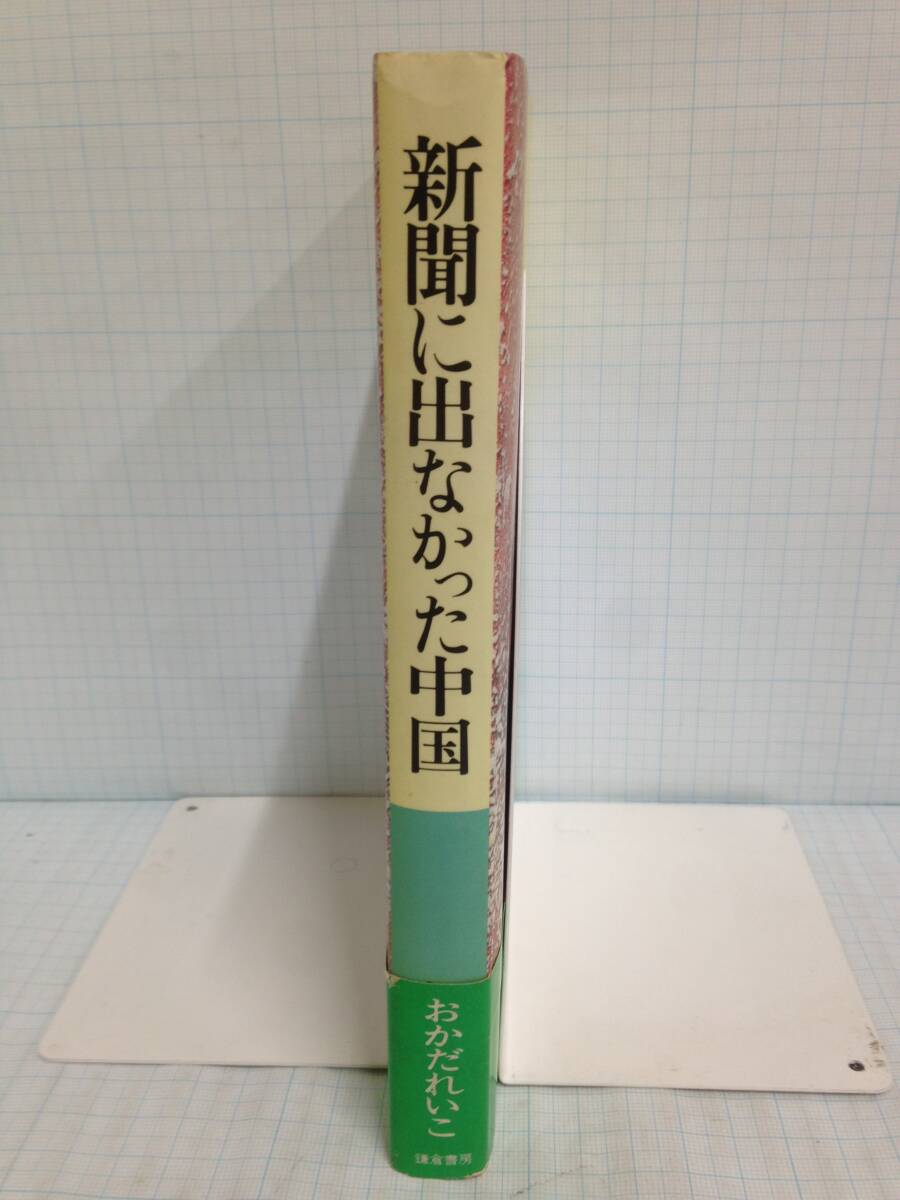 新聞に出なかった中国
おかだれいこ
鎌倉書房